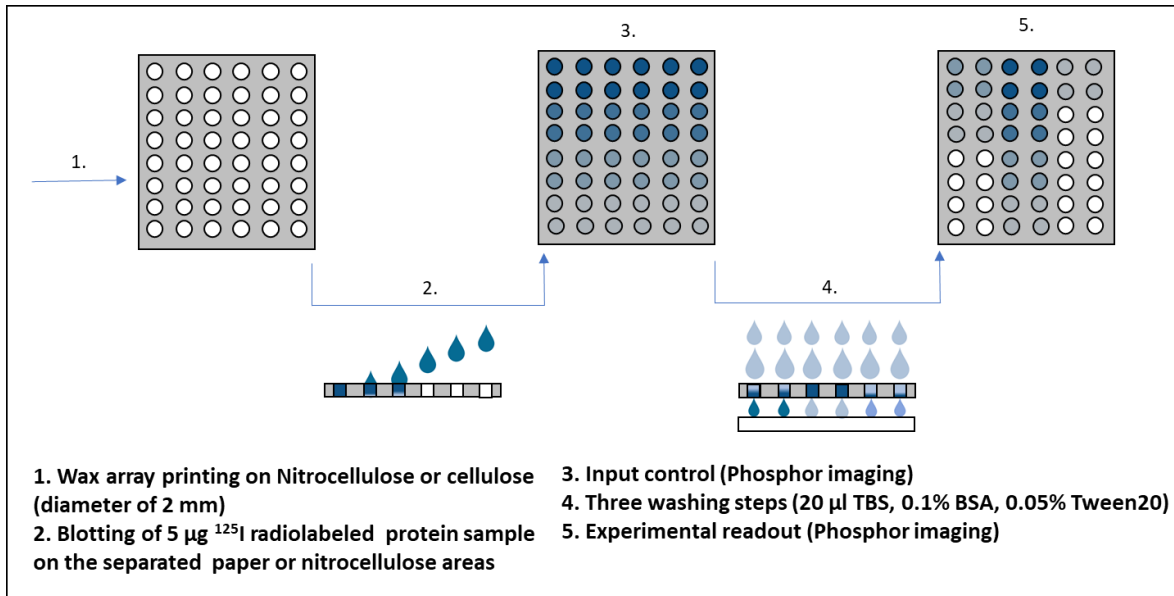 3.
5.
1.
2.
4.
1. Wax array printing on Nitrocellulose or cellulose
(diameter of 2 mm)
2. Blotting of 5 µg ¹²⁵I radiolabeled protein sample
on the separated paper or nitrocellulose areas
3. Input control (Phosphor imaging)
4. Three washing steps (20 µl TBS, 0.1% BSA, 0.05% Tween20)
5. Experimental readout (Phosphor imaging)